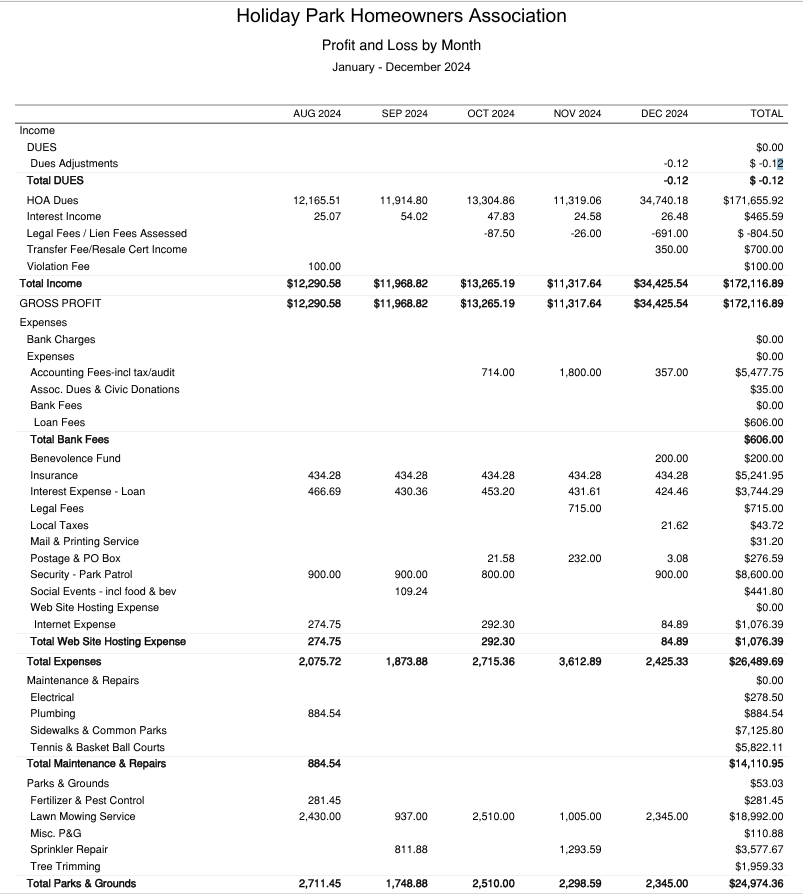 Holiday Park Homeowners Association
Profit and Loss by Month
January - December 2024
AUG 2024 SEP 2024 OCT 2024 NOV 2024 DEC 2024 TOTAL
Income
DUES $0.00
Dues Adjustments -0.12 $ -0.12
Total DUES -0.12 $ -0.12
HOA Dues 12,165.51 11,914.80 13,304.86 11,319.06 34,740.18 $171,655.92
Interest Income 25.07 54.02 47.83 24.58 26.48 $465.59
Legal Fees / Lien Fees Assessed -87.50 -26.00 -691.00 $ -804.50
Transfer Fee/Resale Cert Income 350.00 $700.00
Violation Fee 100.00 $100.00
Total Income $12,290.58 $11,968.82 $13,265.19 $11,317.64 $34,425.54 $172,116.89
GROSS PROFIT $12,290.58 $11,968.82 $13,265.19 $11,317.64 $34,425.54 $172,116.89
Expenses
Bank Charges $0.00
Expenses $0.00
Accounting Fees-incl tax/audit 714.00 1,800.00 357.00 $5,477.75
Assoc. Dues & Civic Donations $35.00
Bank Fees $0.00
Loan Fees $606.00
Total Bank Fees $606.00
Benevolence Fund 200.00 $200.00
Insurance 434.28 434.28 434.28 434.28 434.28 $5,241.95
Interest Expense - Loan 466.69 430.36 453.20 431.61 424.46 $3,744.29
Legal Fees 715.00 $715.00
Local Taxes 21.62 $43.72
Mail & Printing Service $31.20
Postage & PO Box 21.58 232.00 3.08 $276.59
Security - Park Patrol 900.00 900.00 800.00 900.00 $8,600.00
Social Events - incl food & bev 109.24 $441.80
Web Site Hosting Expense $0.00
Internet Expense 274.75 292.30 84.89 $1,076.39
Total Web Site Hosting Expense 274.75 292.30 84.89 $1,076.39
Total Expenses 2,075.72 1,873.88 2,715.36 3,612.89 2,425.33 $26,489.69
Maintenance & Repairs $0.00
Electrical $278.50
Plumbing 884.54 $884.54
Sidewalks & Common Parks $7,125.80
Tennis & Basket Ball Courts $5,822.11
Total Maintenance & Repairs 884.54 $14,110.95
Parks & Grounds $53.03
Fertilizer & Pest Control 281.45 $281.45
Lawn Mowing Service 2,430.00 937.00 2,510.00 1,005.00 2,345.00 $18,992.00
Misc. P&G $110.88
Sprinkler Repair 811.88 1,293.59 $3,577.67
Tree Trimming $1,959.33
Total Parks & Grounds 2,711.45 1,748.88 2,510.00 2,298.59 2,345.00 $24,974.36